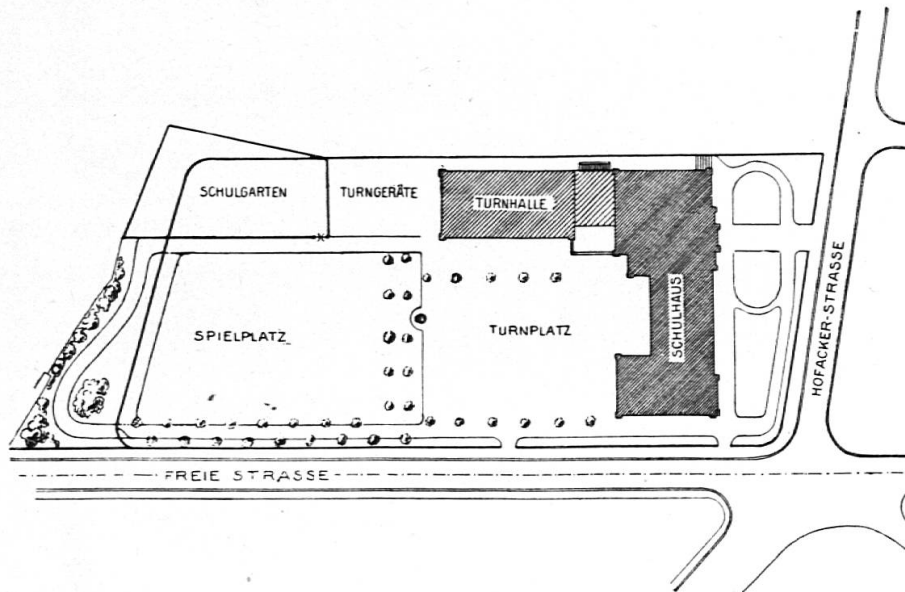 SCHULGARTEN
TURNGERÄTE
TURNHALLE
SPIELPLATZ
TURNPLATZ
SCHULHAUS
HOFACKER-STRASSE
FREIE STRASSE